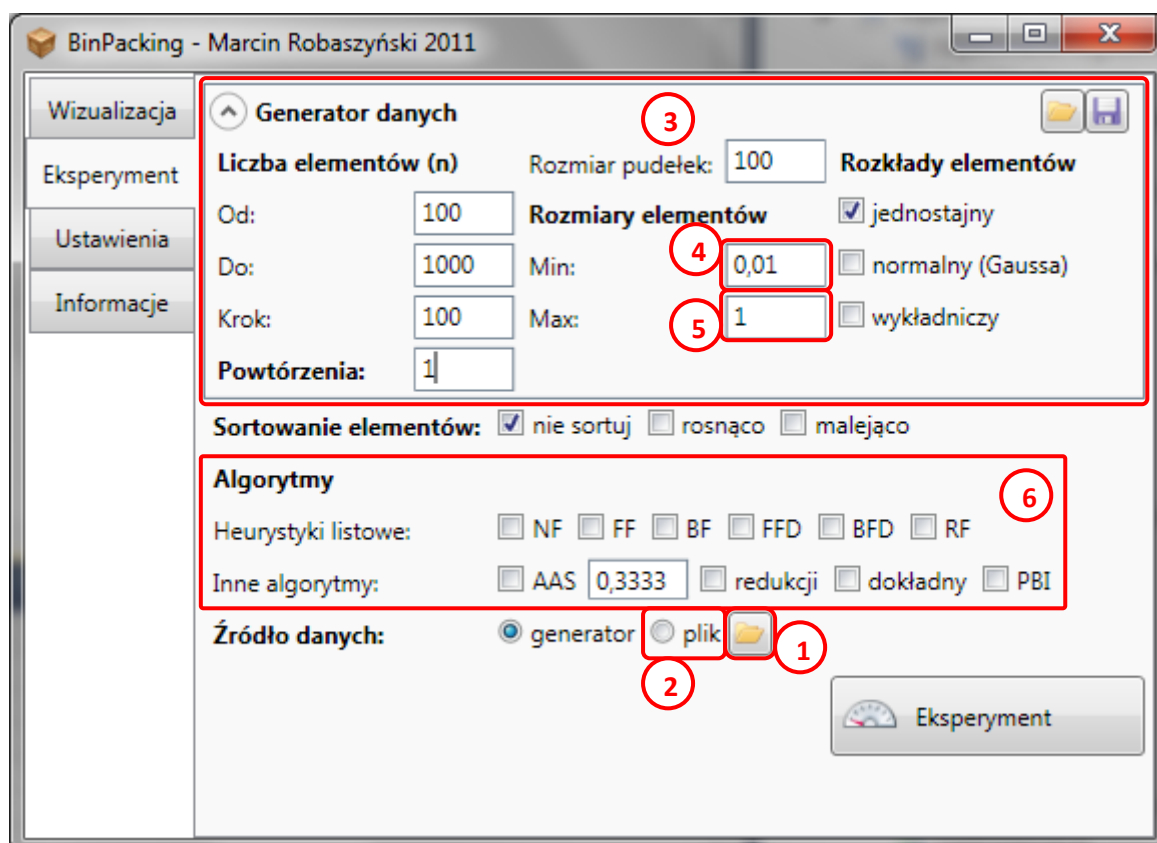 BinPacking - Marcin Robaszyński 2011
Wizualizacja
Eksperyment
Ustawienia
Informacje
Generator danych
3
Liczba elementów (n) Rozmiar pudełek: 100 Rozkłady elementów
Od: 100 Rozmiary elementów jednostajny
Do: 1000 Min: 4 0,01 normalny (Gaussa)
Krok: 100 Max: 5 1 wykładniczy
Powtórzenia: 1
Sortowanie elementów: nie sortuj rosnąco malejąco
Algorytmy
6
Heurystyki listowe: NF FF BF FFD BFD RF
Inne algorytmy: AAS 0,3333 redukcji dokładny PBI
Źródło danych: generator plik 1
2
Eksperyment